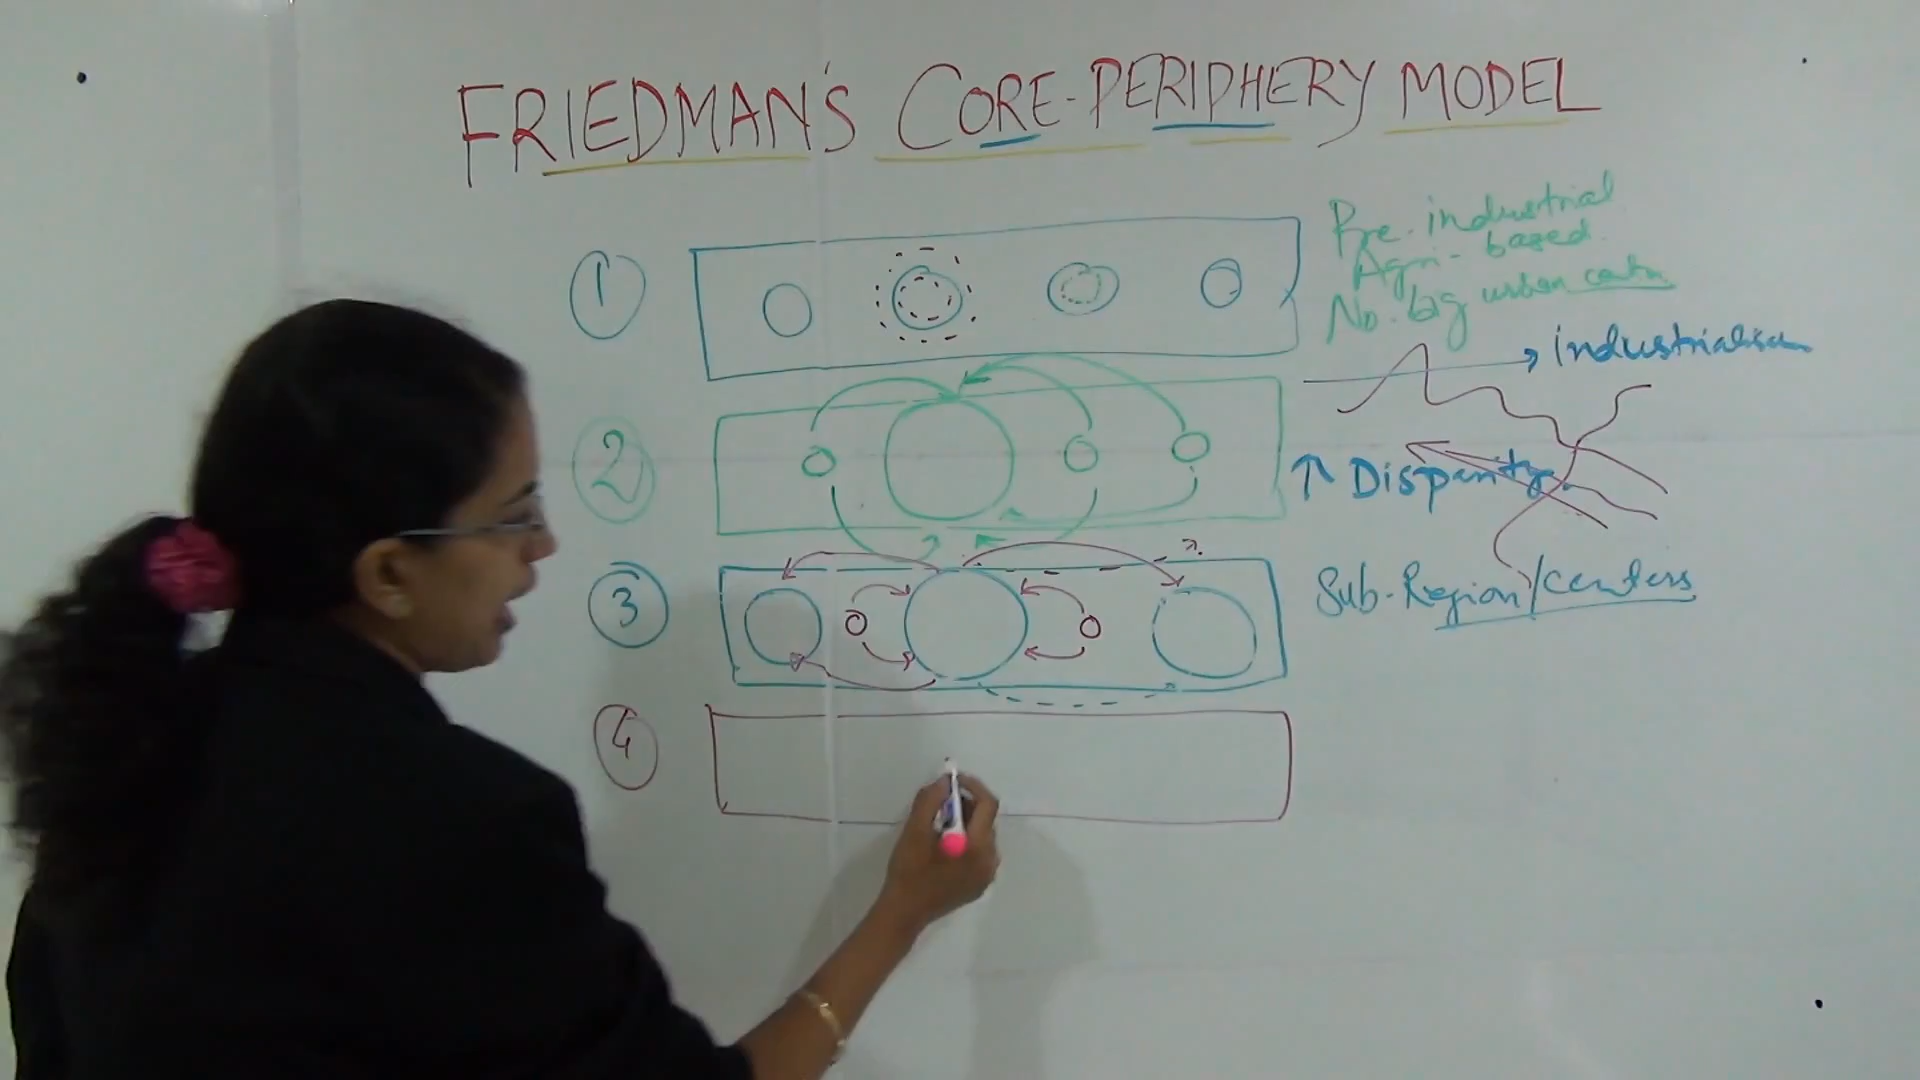 FRIEDMAN'S CORE-PERIPHERY MODEL
1
Pre-industrial
Agri-based
No. big urban centr
→ industrialisa
2
↑ Disparity
3
Sub-Region/centers
4